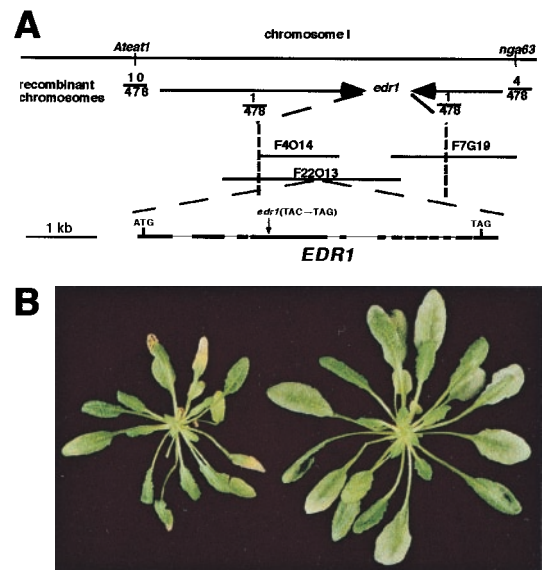 A
chromosome I
Ateat1
nga63
recombinant
chromosomes
10
478
edr1
4
478
1
478
1
478
F4O14
F7G19
F22O13
edr1(TAC→TAG)
1 kb
ATG
TAG
EDR1
B